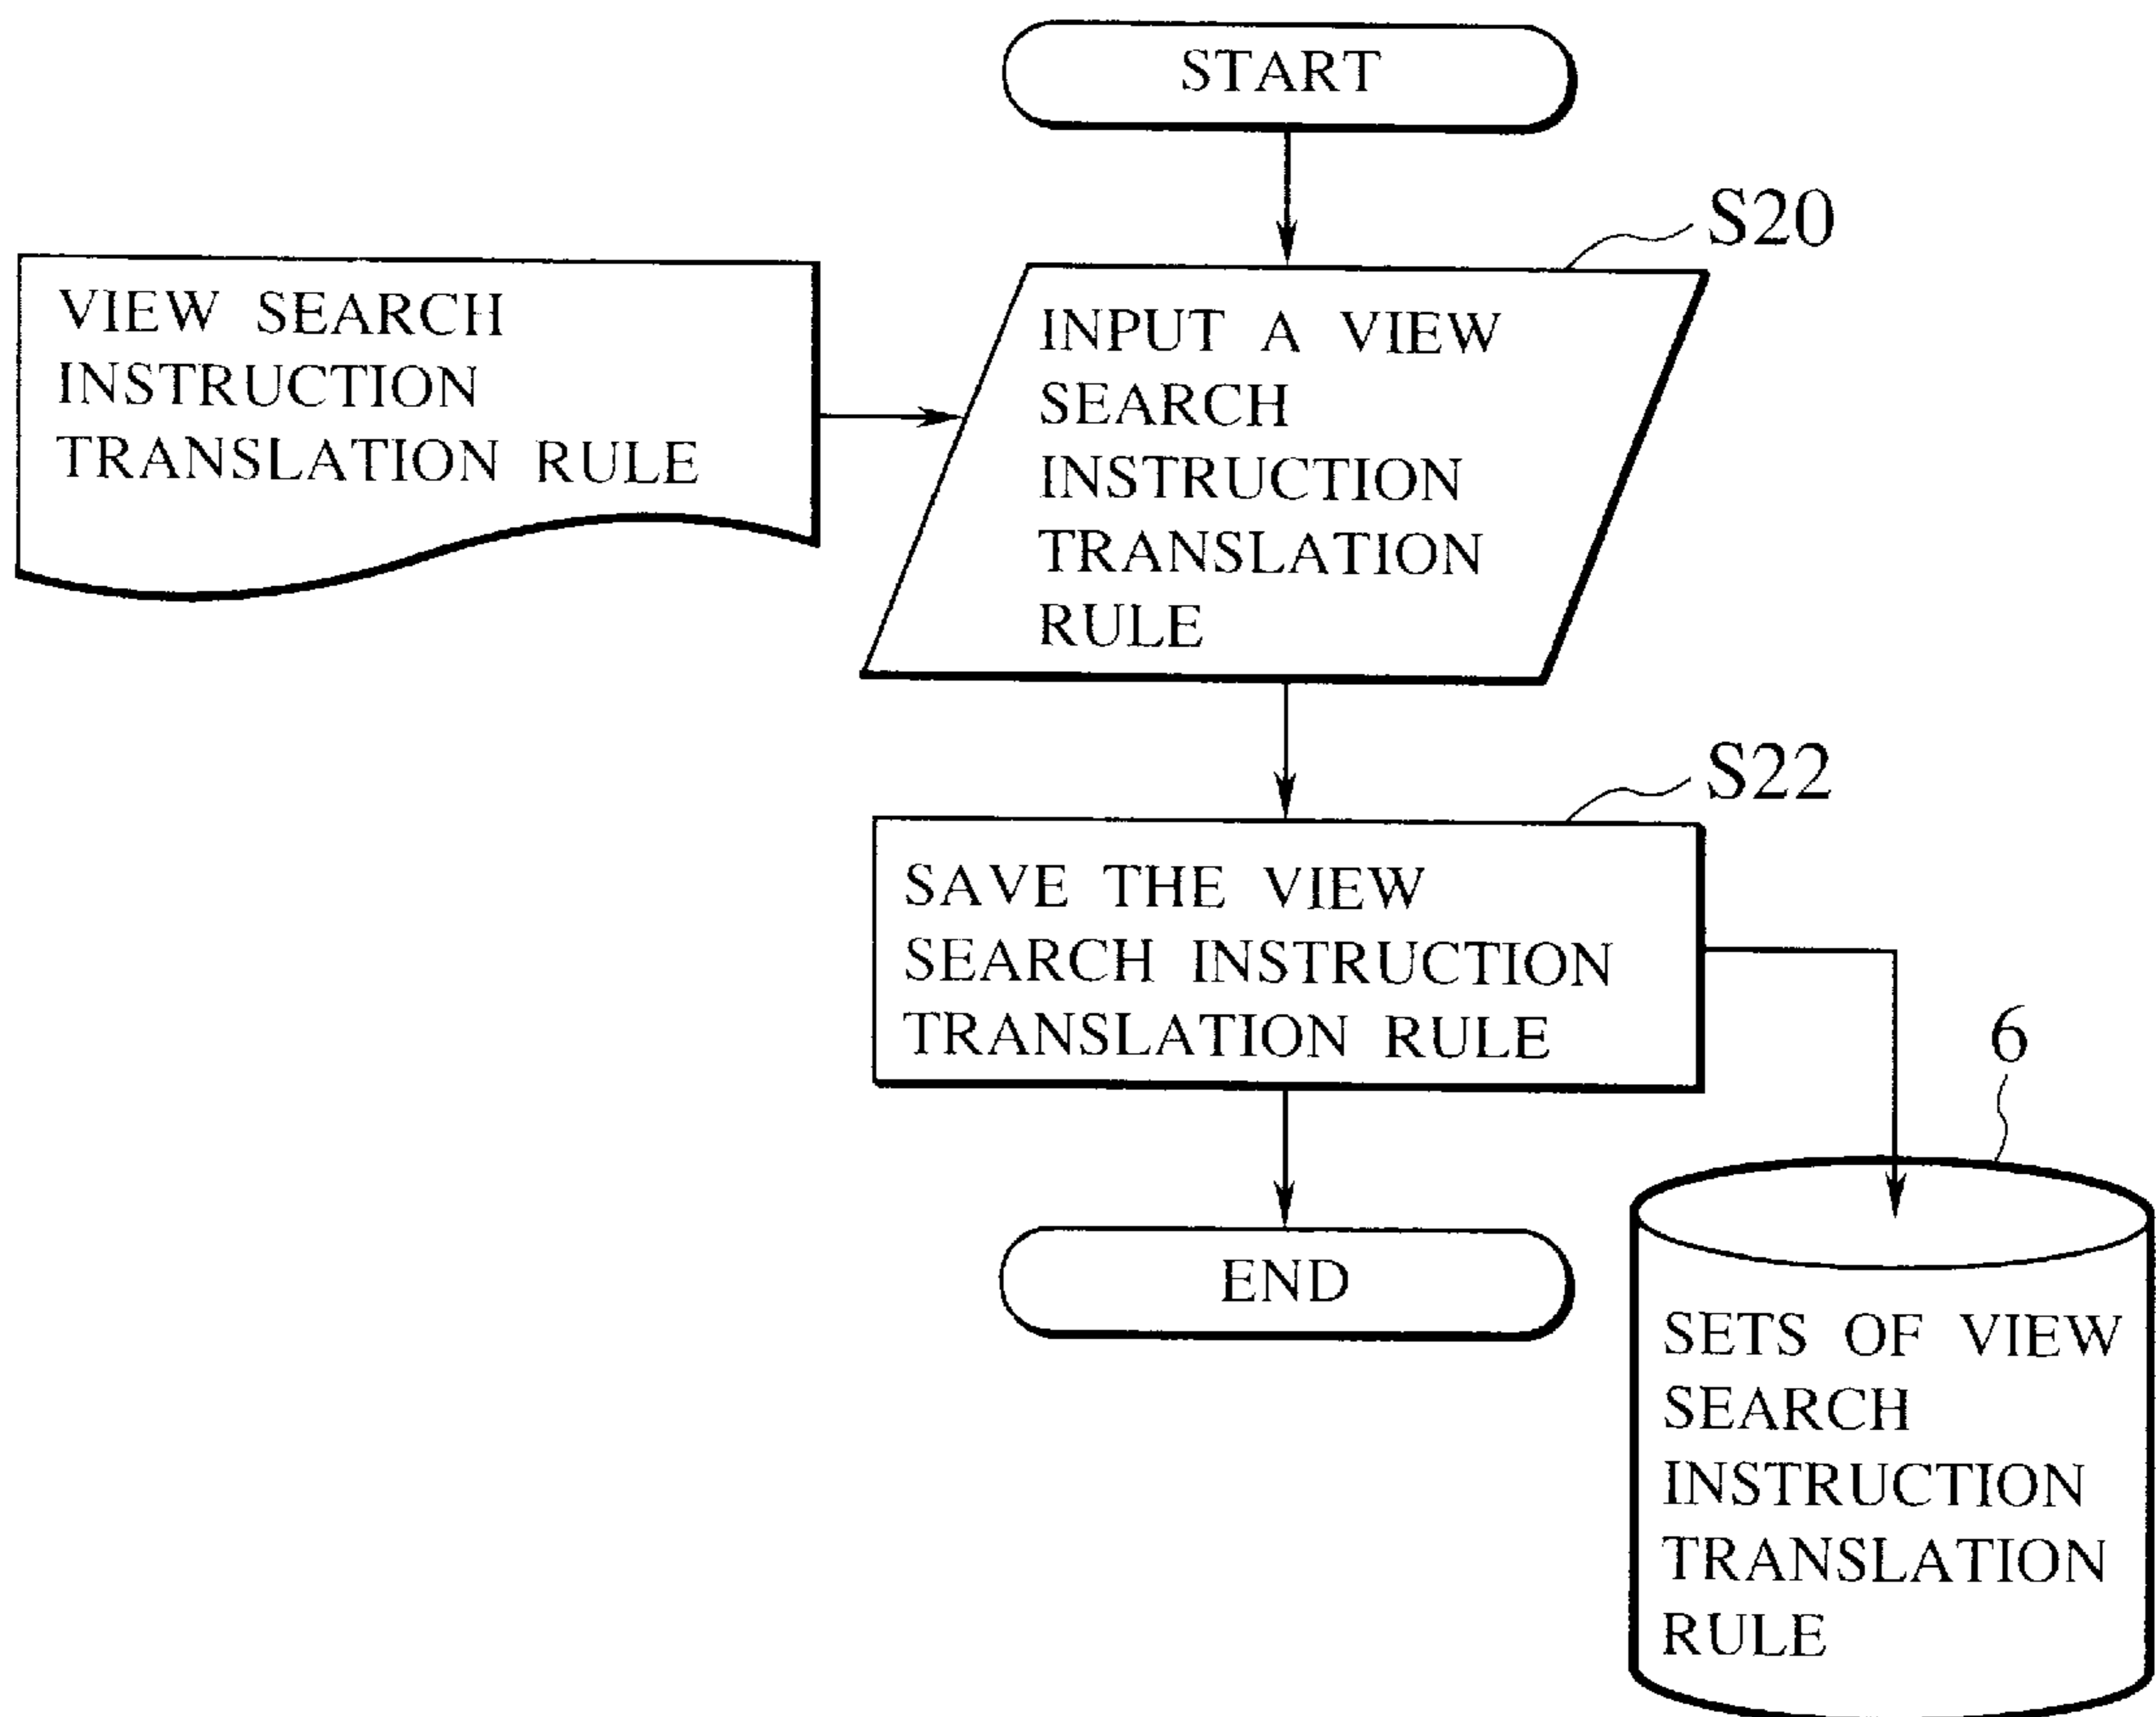 START
S20
VIEW SEARCH
INSTRUCTION
TRANSLATION RULE
INPUT A VIEW
SEARCH
INSTRUCTION
TRANSLATION
RULE
S22
SAVE THE VIEW
SEARCH INSTRUCTION
TRANSLATION RULE
6
END
SETS OF VIEW
SEARCH
INSTRUCTION
TRANSLATION
RULE